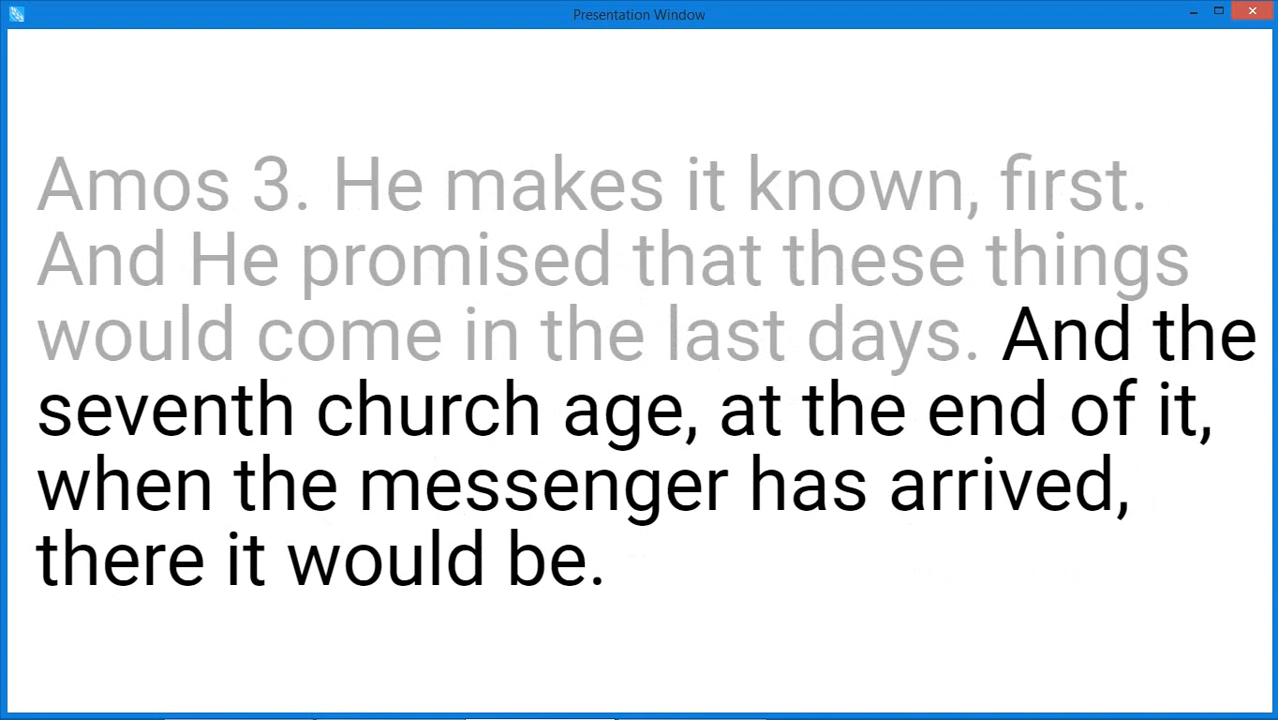 Presentation Window
Amos 3. He makes it known, first.
And He promised that these things
would come in the last days. And the
seventh church age, at the end of it,
when the messenger has arrived,
there it would be.